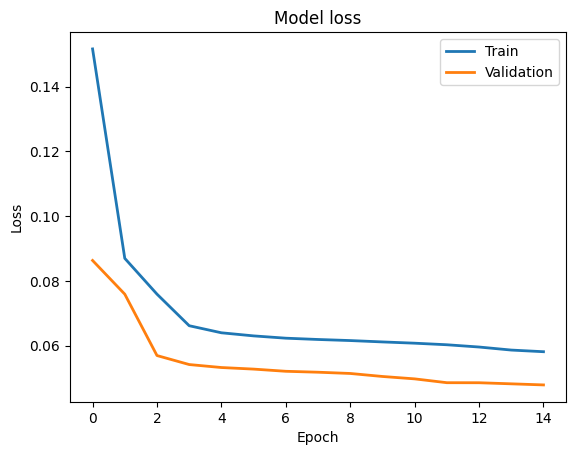 Model loss
Train
Validation
0.14
0.12
0.10
0.08
0.06
Loss
0 2 4 6 8 10 12 14
Epoch